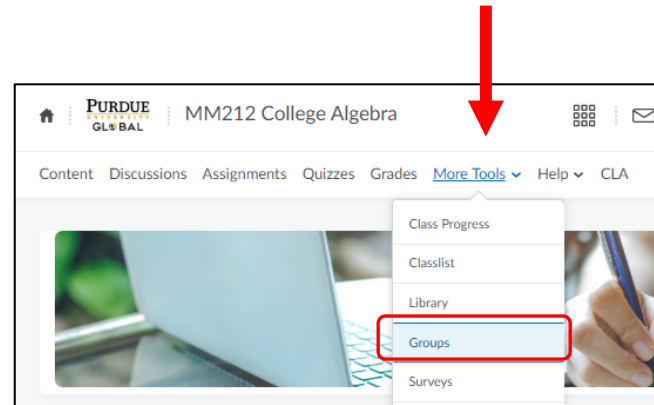 PURDUE
UNIVERSITY
GLOBAL
MM212 College Algebra
Content Discussions Assignments Quizzes Grades More Tools Help CLA
Class Progress
Classlist
Library
Groups
Surveys